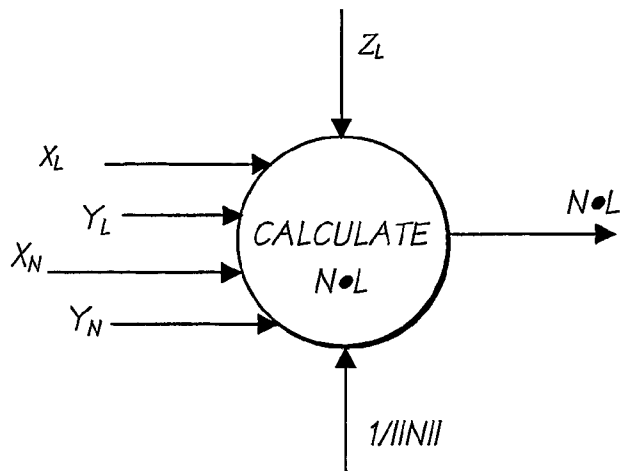 Z_L
X_L
Y_L
X_N
Y_N
CALCULATE
N•L
N•L
1/||N||